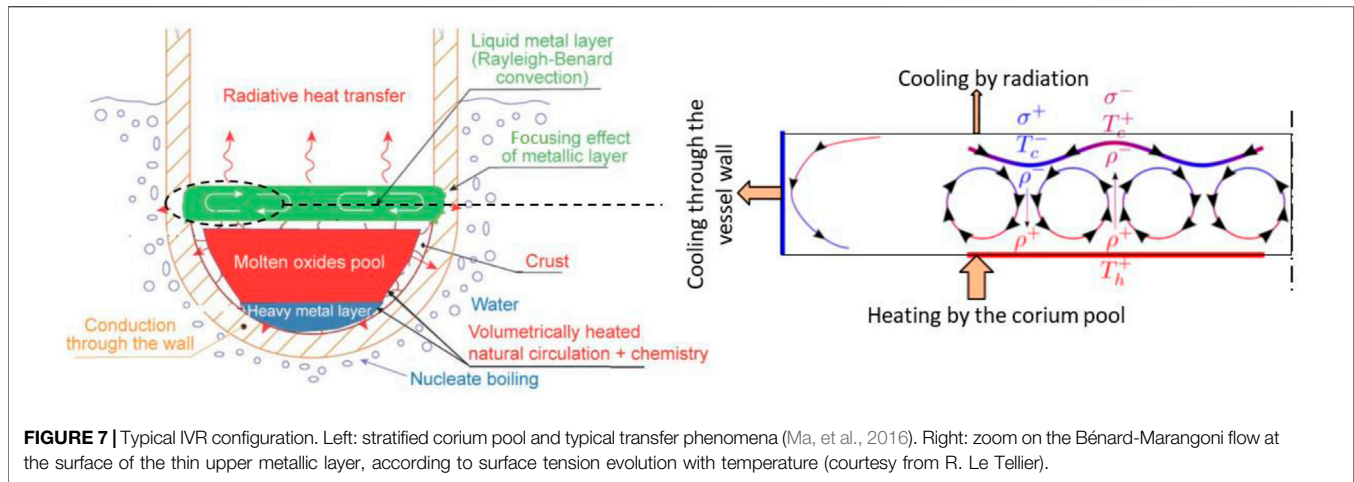 Liquid metal layer
(Rayleigh-Benard
convection)
Radiative heat transfer
Focusing effect
of metallic layer
Molten oxides pool
Crust
Heavy metal layer
Water
Conduction
through the wall
Volumetrically heated
natural circulation + chemistry
Nucleate boiling
Cooling by radiation
Cooling through the
vessel wall
σ⁺
T_c⁻
ρ⁻
ρ⁺
σ⁻
T_c⁺
ρ⁻
ρ⁺
T_h⁺
Heating by the corium pool
FIGURE 7 | Typical IVR configuration. Left: stratified corium pool and typical transfer phenomena (Ma, et al., 2016). Right: zoom on the Bénard-Marangoni flow at
the surface of the thin upper metallic layer, according to surface tension evolution with temperature (courtesy from R. Le Tellier).